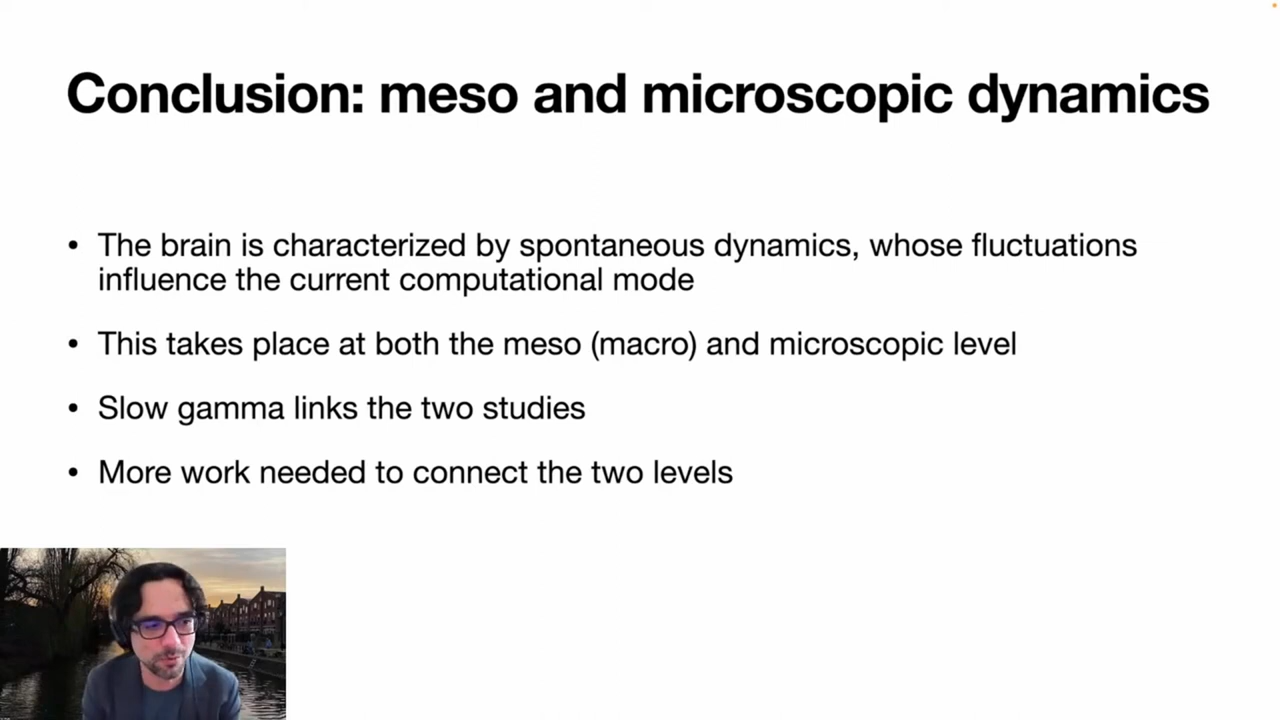 Conclusion: meso and microscopic dynamics
• The brain is characterized by spontaneous dynamics, whose fluctuations
influence the current computational mode
• This takes place at both the meso (macro) and microscopic level
• Slow gamma links the two studies
• More work needed to connect the two levels